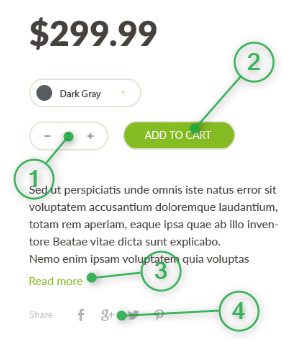 $299.99
Dark Gray
2
− +
ADD TO CART
1
Sed ut perspiciatis unde omnis iste natus error sit
voluptatem accusantium doloremque laudantium,
totam rem aperiam, eaque ipsa quae ab illo inven-
tore Beatae vitae dicta sunt explicabo.
Nemo enim ipsam voluptatem quia voluptas
3
Read more
4
Share